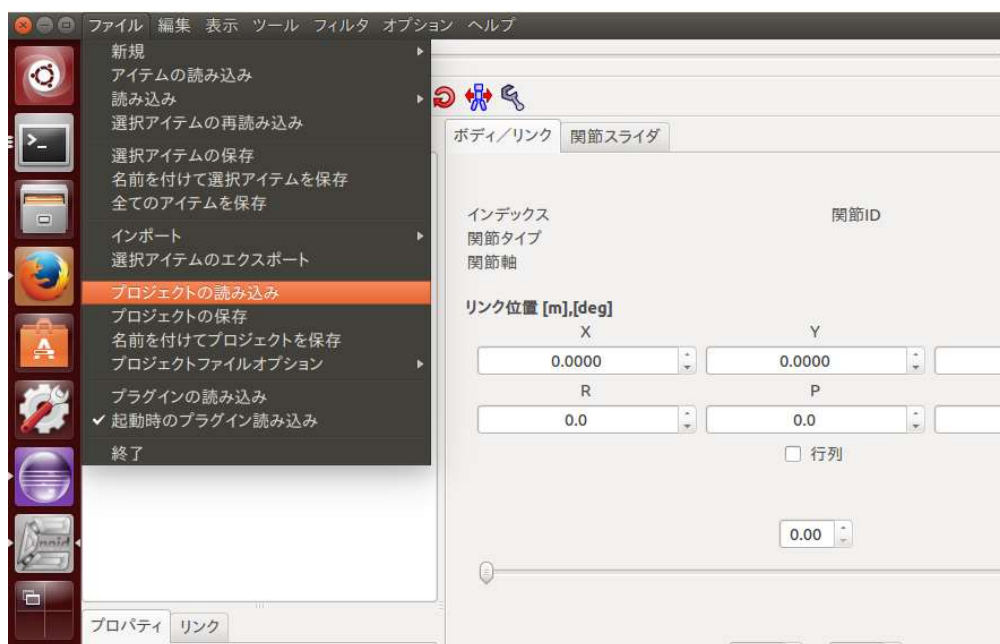 ファイル 編集 表示 ツール フィルタ オプション ヘルプ
新規
アイテムの読み込み
読み込み
選択アイテムの再読み込み
選択アイテムの保存
名前を付けて選択アイテムを保存
全てのアイテムを保存
インポート
選択アイテムのエクスポート
プロジェクトの読み込み
プロジェクトの保存
名前を付けてプロジェクトを保存
プロジェクトファイルオプション
プラグインの読み込み
起動時のプラグイン読み込み
終了
ボディ／リンク 関節スライダ
インデックス 関節ID
関節タイプ
関節軸
リンク位置 [m],[deg]
X Y
0.0000 0.0000
R P
0.0 0.0
行列
0.00
プロパティ リンク